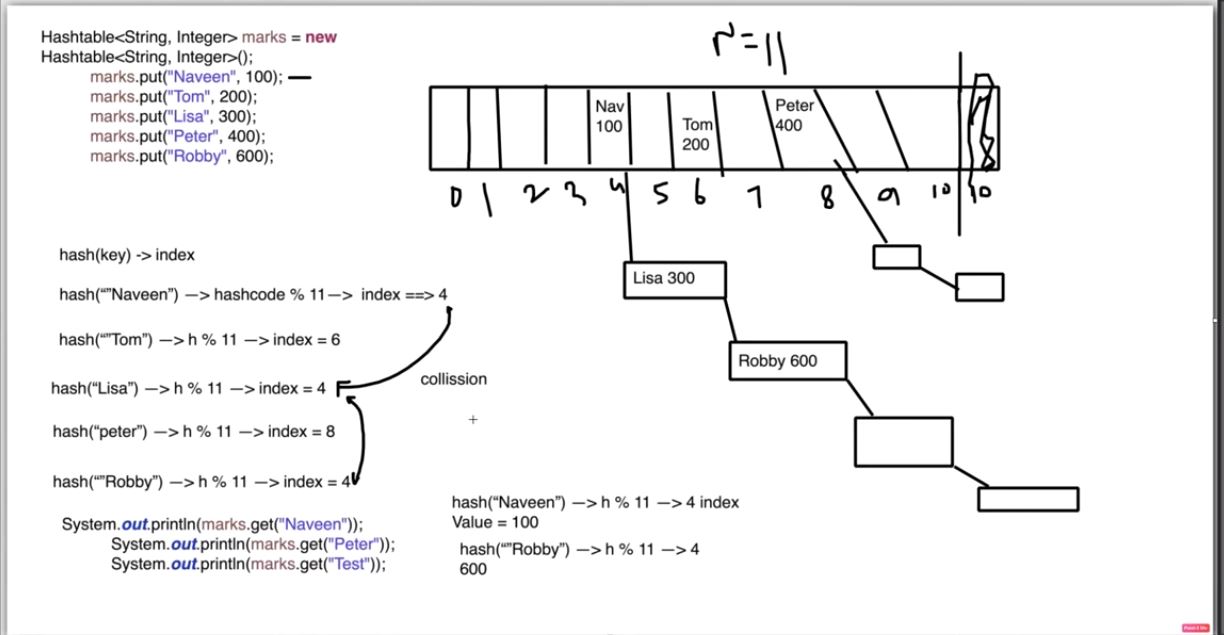 Hashtable<String, Integer> marks = new
Hashtable<String, Integer>();
marks.put("Naveen", 100);
marks.put("Tom", 200);
marks.put("Lisa", 300);
marks.put("Peter", 400);
marks.put("Robby", 600);
r=11
Nav
100
Tom
200
Peter
400
0 1 2 3 4 5 6 7 8 9 10 10
Lisa 300
Robby 600
hash(key) -> index
hash(“"Naveen”) —> hashcode % 11—> index ==> 4
hash(“"Tom”) —> h % 11 —> index = 6
hash(“Lisa”) —> h % 11 —> index = 4
collission
hash(“peter”) —> h % 11 —> index = 8
hash(“"Robby”) —> h % 11 —> index = 4
System.out.println(marks.get("Naveen"));
System.out.println(marks.get("Peter"));
System.out.println(marks.get("Test"));
hash(“Naveen”) —> h % 11 —> 4 index
Value = 100
hash(“"Robby”) —> h % 11 —> 4
600